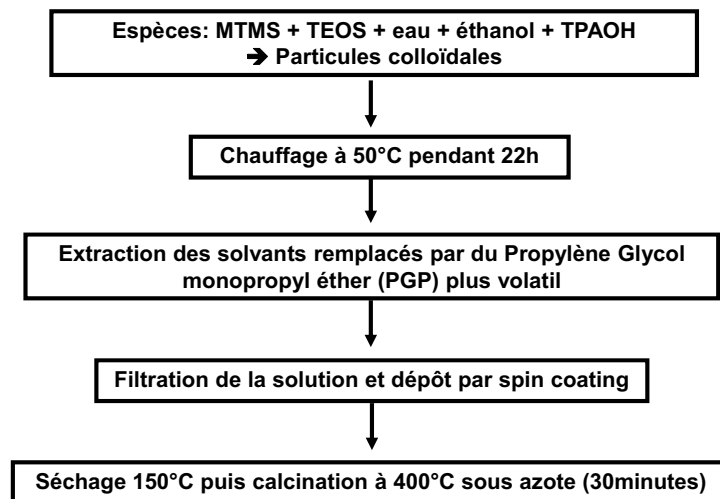 Espèces: MTMS + TEOS + eau + éthanol + TPAOH
➔ Particules colloïdales
Chauffage à 50°C pendant 22h
Extraction des solvants remplacés par du Propylène Glycol
monopropyl éther (PGP) plus volatil
Filtration de la solution et dépôt par spin coating
Séchage 150°C puis calcination à 400°C sous azote (30minutes)